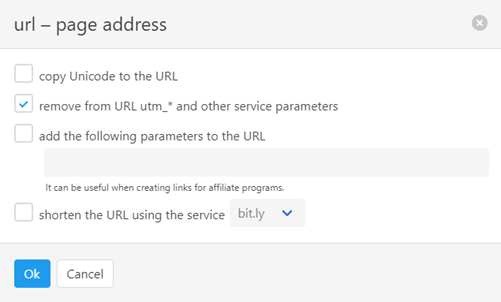 url – page address
copy Unicode to the URL
remove from URL utm_* and other service parameters
add the following parameters to the URL
It can be useful when creating links for affiliate programs.
shorten the URL using the service bit.ly
Ok Cancel